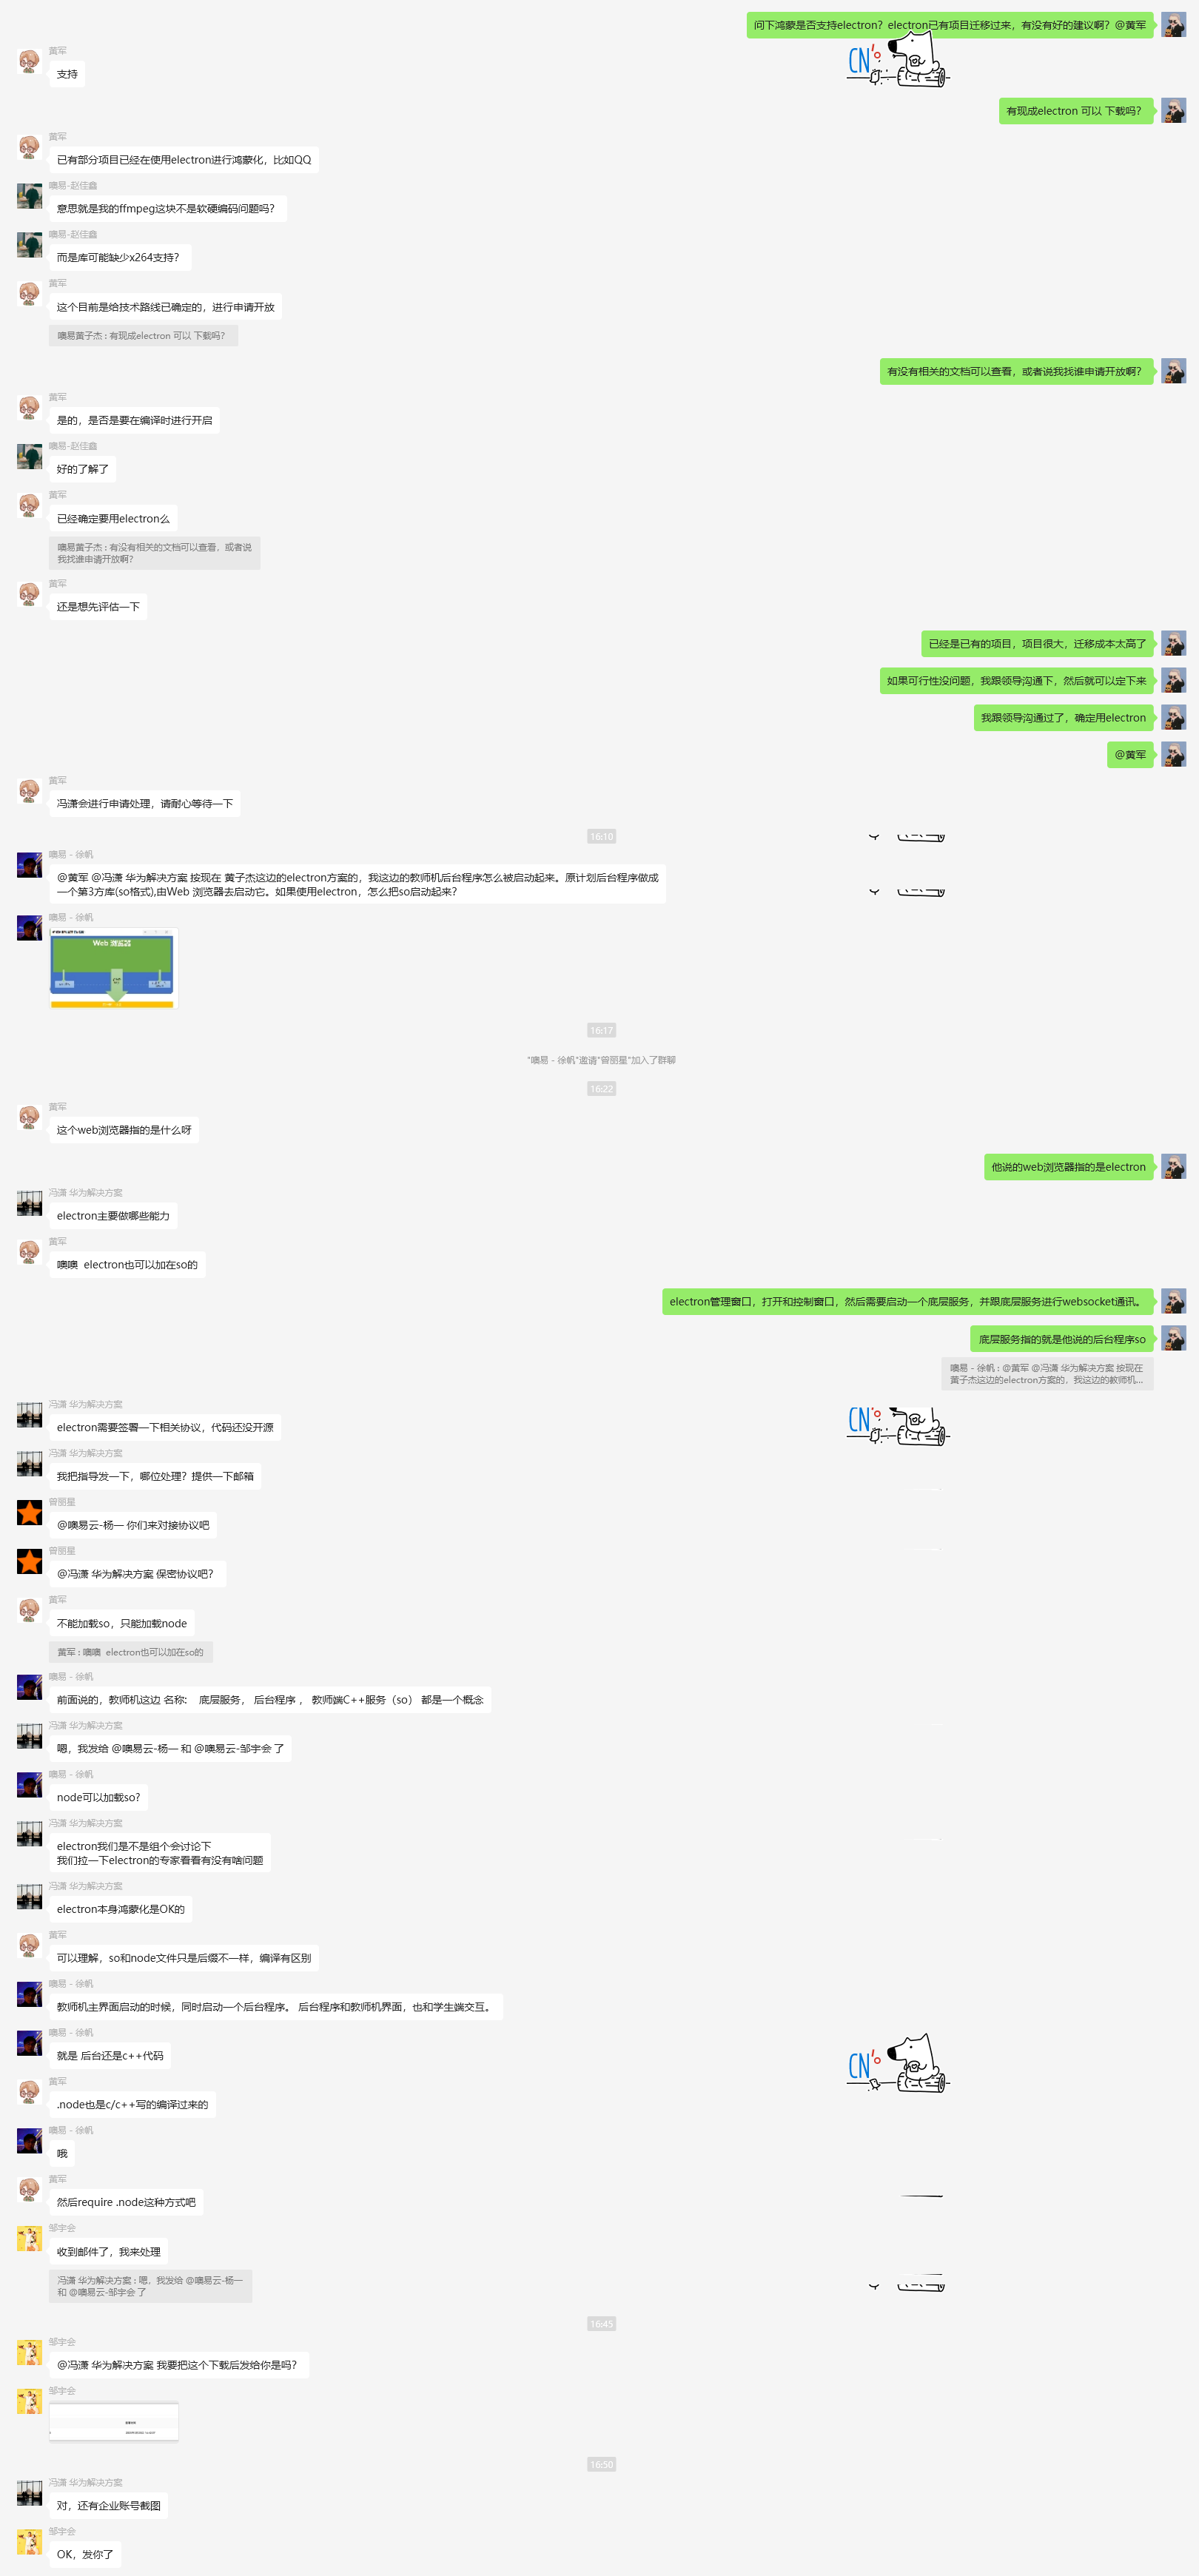 问下鸿蒙是否支持electron？electron已有项目迁移过来，有没有好的建议啊？@黄军
CN
黄军
支持
有现成electron 可以 下载吗？
黄军
已有部分项目已经在使用electron进行鸿蒙化，比如QQ
噢易-赵佳鑫
意思就是我的ffmpeg这块不是软硬编码问题吗？
噢易-赵佳鑫
而是库可能缺少x264支持？
黄军
这个目前是给技术路线已确定的，进行申请开放
噢易黄子杰 : 有现成electron 可以 下载吗？
有没有相关的文档可以查看，或者说我找谁申请开放啊？
黄军
是的，是否是要在编译时进行开启
噢易-赵佳鑫
好的了解了
黄军
已经确定要用electron么
噢易黄子杰 : 有没有相关的文档可以查看，或者说
我找谁申请开放啊？
黄军
还是想先评估一下
已经是已有的项目，项目很大，迁移成本太高了
如果可行性没问题，我跟领导沟通下，然后就可以定下来
我跟领导沟通过了，确定用electron
@黄军
黄军
冯潇会进行申请处理，请耐心等待一下
16:10
噢易 - 徐帆
@黄军 @冯潇 华为解决方案 按现在 黄子杰这边的electron方案的，我这边的教师机后台程序怎么被启动起来。原计划后台程序做成
一个第3方库(so格式),由Web 浏览器去启动它。如果使用electron，怎么把so启动起来？
噢易 - 徐帆
Web 浏览器
16:17
"噢易 - 徐帆"邀请"曾丽星"加入了群聊
16:22
黄军
这个web浏览器指的是什么呀
他说的web浏览器指的是electron
冯潇 华为解决方案
electron主要做哪些能力
黄军
噢噢  electron也可以加在so的
electron管理窗口，打开和控制窗口，然后需要启动一个底层服务，并跟底层服务进行websocket通讯。
底层服务指的就是他说的后台程序so
噢易 - 徐帆 : @黄军 @冯潇 华为解决方案 按现在
黄子杰这边的electron方案的，我这边的教师机...
冯潇 华为解决方案
electron需要签署一下相关协议，代码还没开源
CN
冯潇 华为解决方案
我把指导发一下，哪位处理？提供一下邮箱
曾丽星
@噢易云-杨一 你们来对接协议吧
曾丽星
@冯潇 华为解决方案 保密协议吧？
黄军
不能加载so，只能加载node
黄军 : 噢噢  electron也可以加在so的
噢易 - 徐帆
前面说的，教师机这边 名称:   底层服务， 后台程序 ， 教师端C++服务（so） 都是一个概念
冯潇 华为解决方案
嗯，我发给 @噢易云-杨一 和 @噢易云-邹宇会 了
噢易 - 徐帆
node可以加载so？
冯潇 华为解决方案
electron我们是不是组个会讨论下
我们拉一下electron的专家看看有没有啥问题
冯潇 华为解决方案
electron本身鸿蒙化是OK的
黄军
可以理解，so和node文件只是后缀不一样，编译有区别
噢易 - 徐帆
教师机主界面启动的时候，同时启动一个后台程序。 后台程序和教师机界面，也和学生端交互。
噢易 - 徐帆
就是 后台还是c++代码
CN
黄军
.node也是c/c++写的编译过来的
噢易 - 徐帆
哦
黄军
然后require .node这种方式吧
邹宇会
收到邮件了，我来处理
冯潇 华为解决方案 : 嗯，我发给 @噢易云-杨一
和 @噢易云-邹宇会 了
16:45
邹宇会
@冯潇 华为解决方案 我要把这个下载后发给你是吗？
邹宇会
16:50
冯潇 华为解决方案
对，还有企业账号截图
邹宇会
OK，发你了